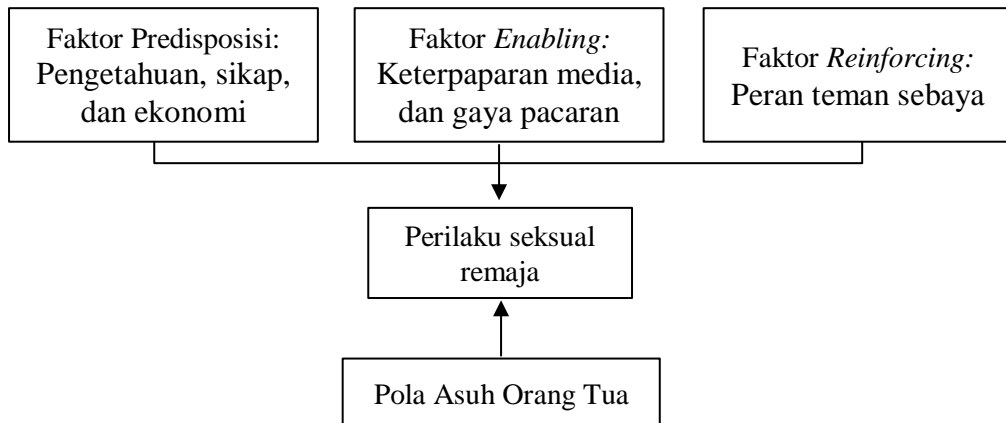 Faktor Predisposisi:
Pengetahuan, sikap,
dan ekonomi
Faktor Enabling:
Keterpaparan media,
dan gaya pacaran
Faktor Reinforcing:
Peran teman sebaya
Perilaku seksual
remaja
Pola Asuh Orang Tua